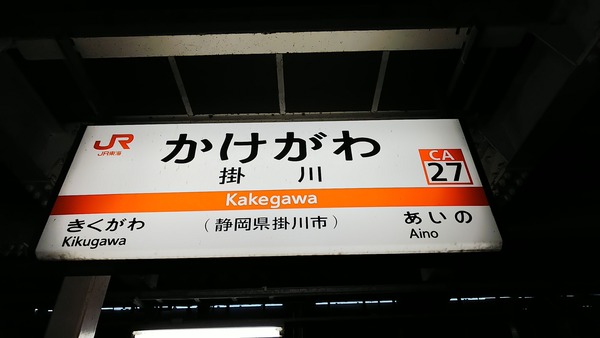 JR
JR東海
かけがわ
掛川
CA
27
Kakegawa
きくがわ
Kikugawa
(静岡県掛川市)
あいの
Aino